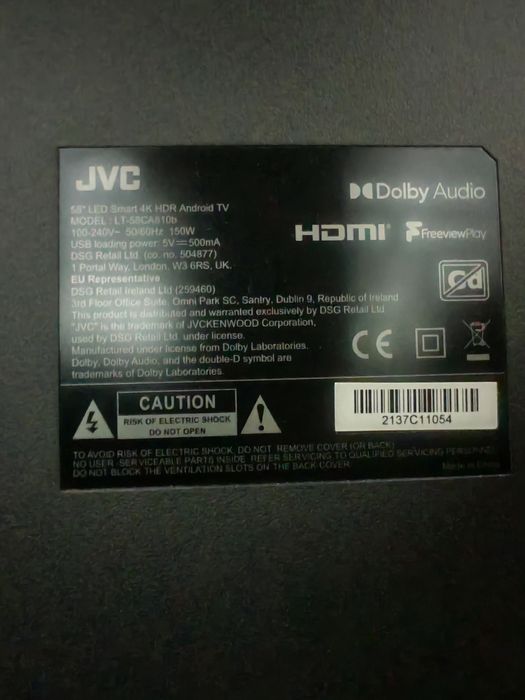 JVC
58" LED Smart 4K HDR Android TV
MODEL: LT-58CA810b
100-240V~ 50/60Hz 150W
USB loading power: 5V⎓500mA
DSG Retail Ltd (co. no. 504877)
1 Portal Way, London, W3 6RS, UK.
EU Representative
DSG Retail Ireland Ltd (259460)
3rd Floor Office Suite, Omni Park SC, Santry, Dublin 9, Republic of Ireland
This product is distributed and warranted exclusively by DSG Retail Ltd
"JVC" is the trademark of JVCKENWOOD Corporation,
used by DSG Retail Ltd. under license.
Manufactured under license from Dolby Laboratories.
Dolby, Dolby Audio, and the double-D symbol are
trademarks of Dolby Laboratories
Dolby Audio
HDMI
FreeviewPlay
Cd
CE
CAUTION
RISK OF ELECTRIC SHOCK
DO NOT OPEN
2137C11054
TO AVOID RISK OF ELECTRIC SHOCK, DO NOT REMOVE COVER (OR BACK)
NO USER-SERVICEABLE PARTS INSIDE. REFER SERVICING TO QUALIFIED SERVICING PERSONNEL
DO NOT BLOCK THE VENTILATION SLOTS ON THE BACK COVER.
Made in China